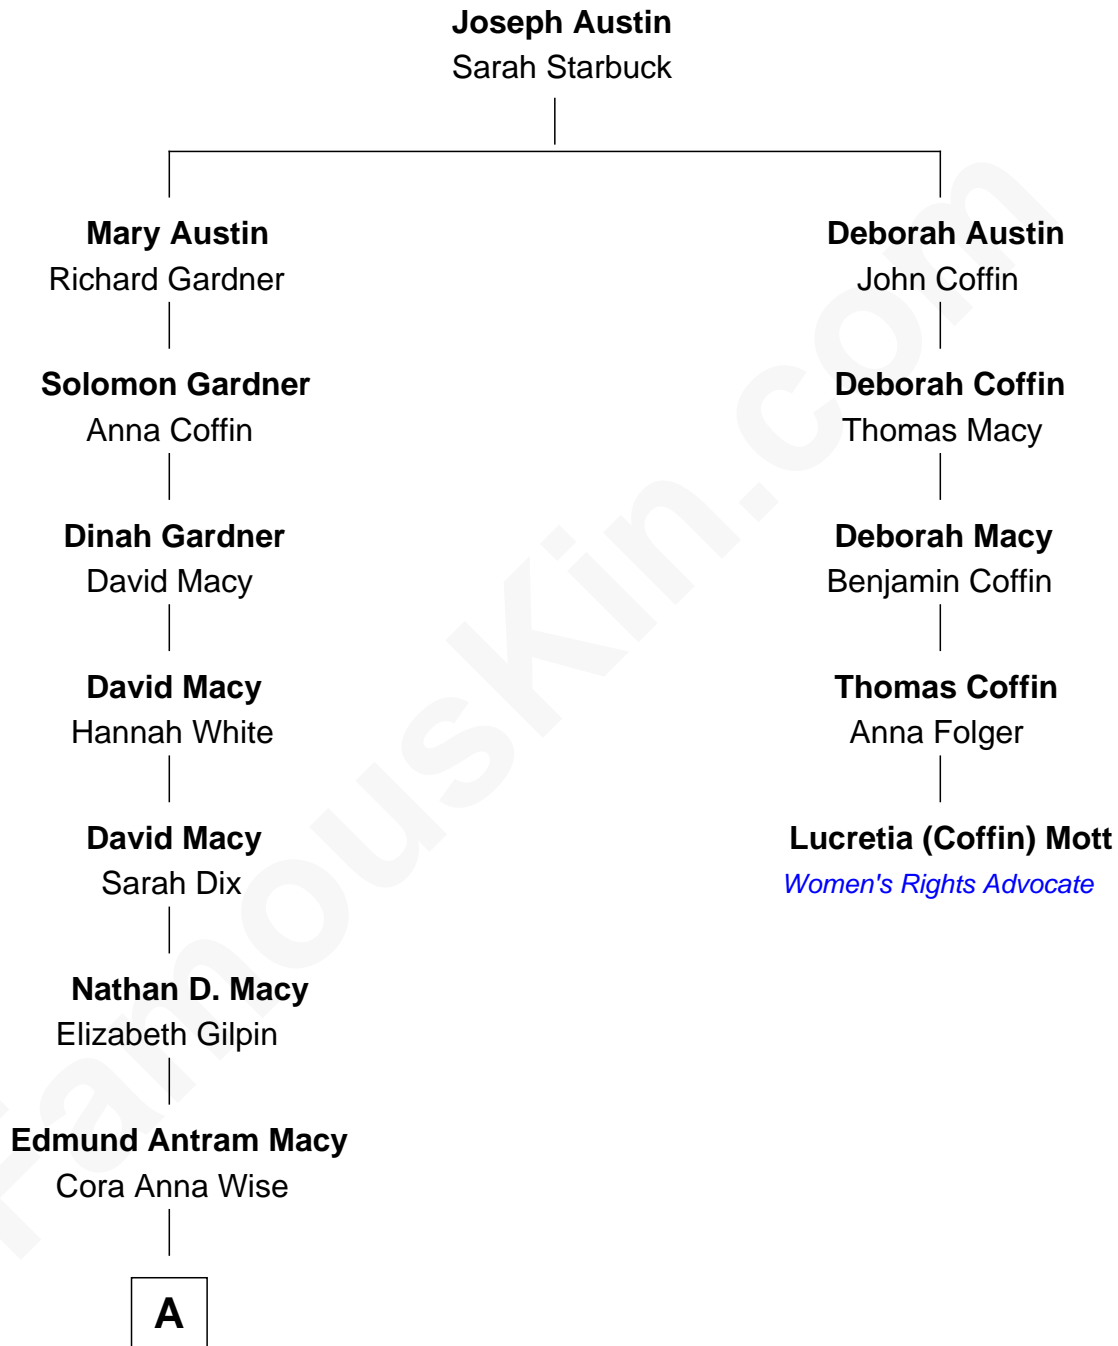 Joseph Austin
Sarah Starbuck
Mary Austin
Richard Gardner
Deborah Austin
John Coffin
Solomon Gardner
Anna Coffin
Deborah Coffin
Thomas Macy
Dinah Gardner
David Macy
Deborah Macy
Benjamin Coffin
David Macy
Hannah White
Thomas Coffin
Anna Folger
David Macy
Sarah Dix
Lucretia (Coffin) Mott
Women's Rights Advocate
Nathan D. Macy
Elizabeth Gilpin
Edmund Antram Macy
Cora Anna Wise
A
FamousKin.com